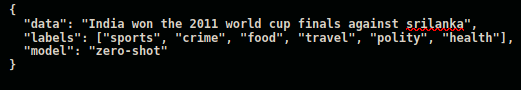 {
"data": "India won the 2011 world cup finals against srilanka",
"labels": ["sports", "crime", "food", "travel", "polity", "health"],
"model": "zero-shot"
}